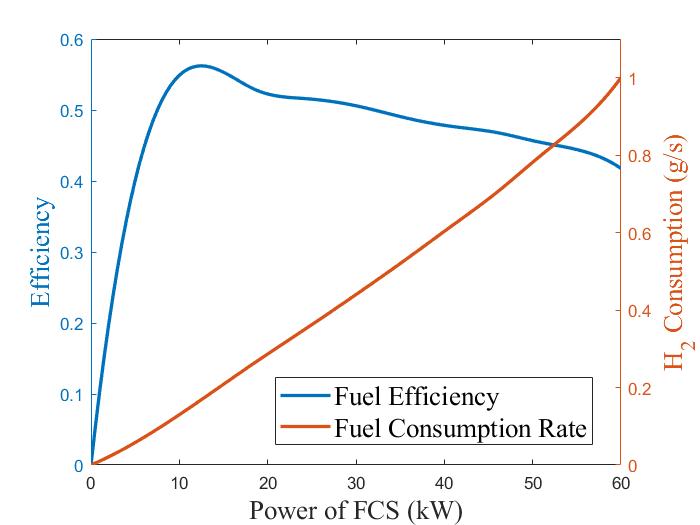 0.6
0.5
0.4
0.3
0.2
0.1
0
Efficiency
1
0.8
0.6
0.4
0.2
0
H2 Consumption (g/s)
Fuel Efficiency
Fuel Consumption Rate
0 10 20 30 40 50 60
Power of FCS (kW)